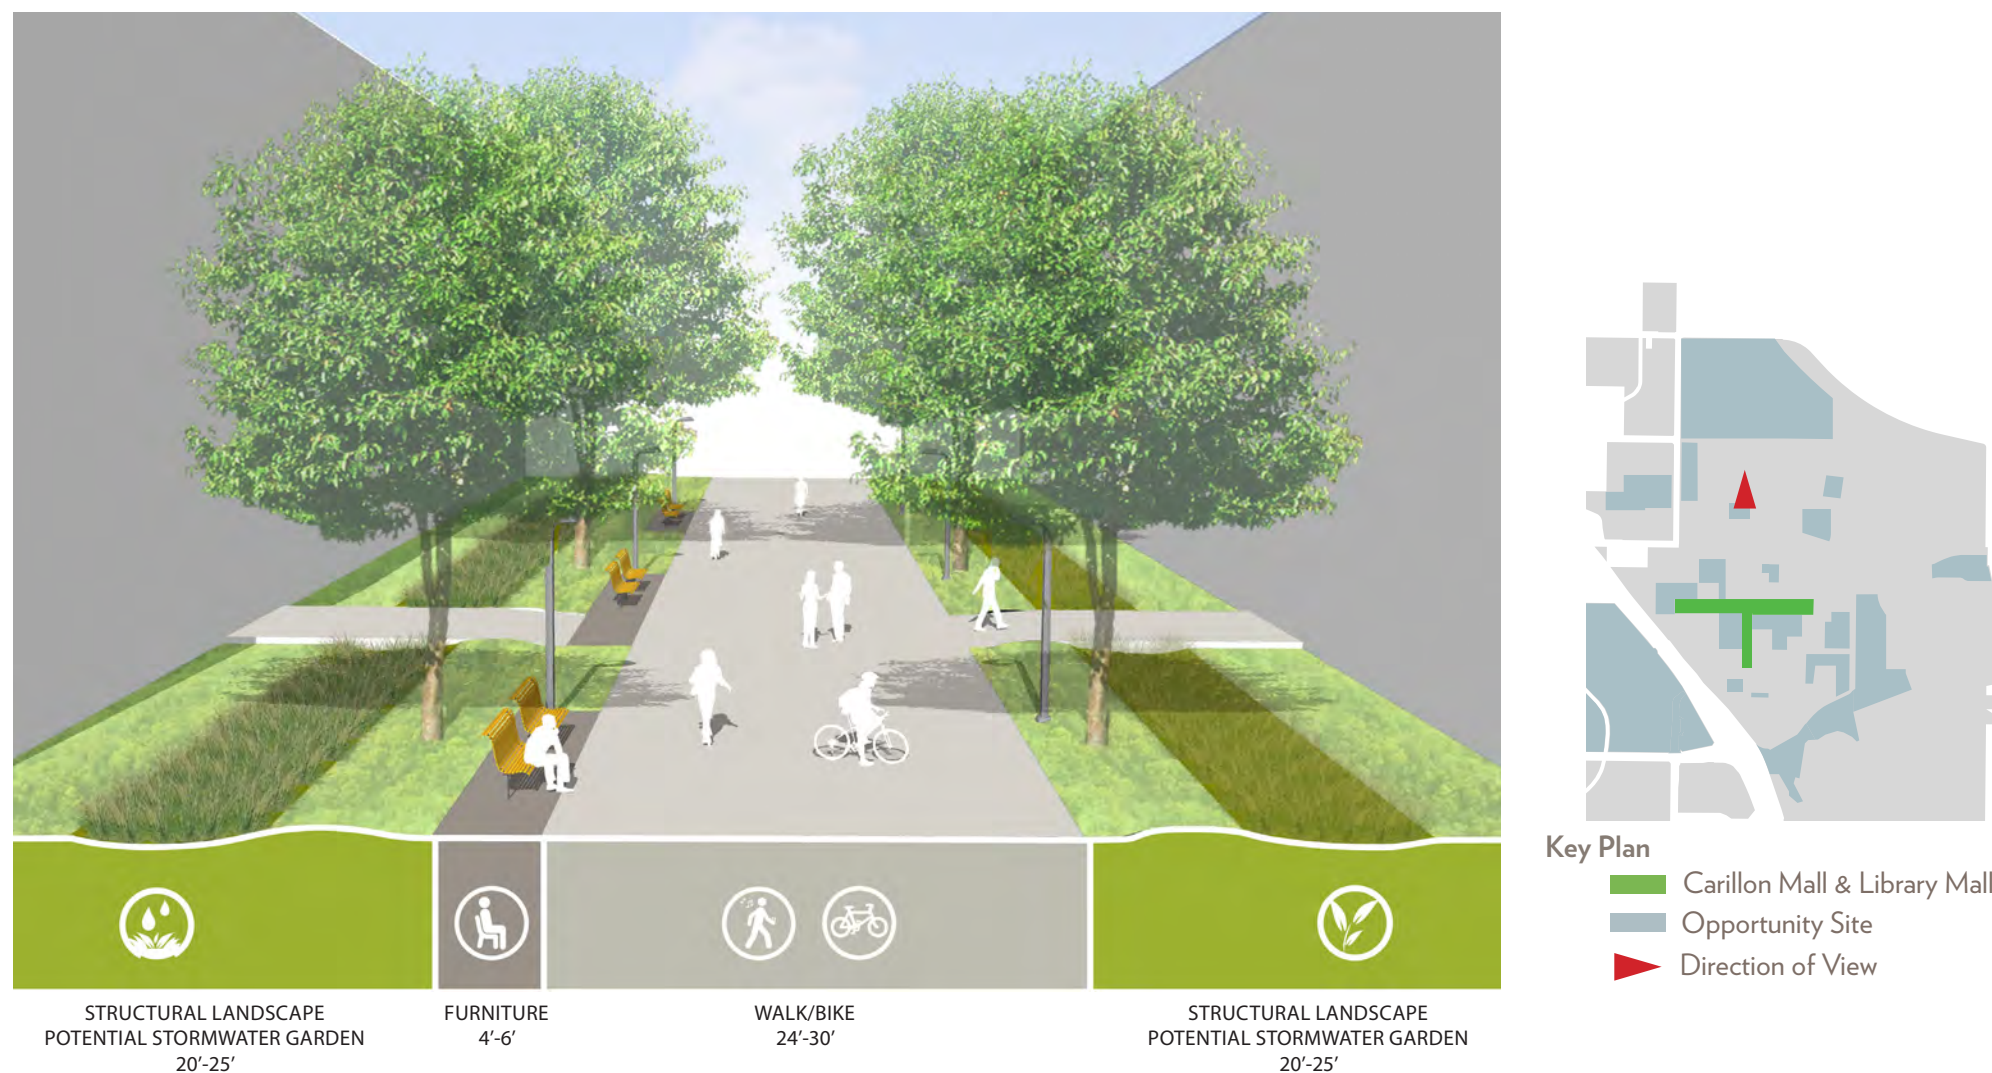 STRUCTURAL LANDSCAPE
POTENTIAL STORMWATER GARDEN
20’-25’
FURNITURE
4’-6’
WALK/BIKE
24’-30’
STRUCTURAL LANDSCAPE
POTENTIAL STORMWATER GARDEN
20’-25’
Key Plan
Carillon Mall & Library Mall
Opportunity Site
Direction of View